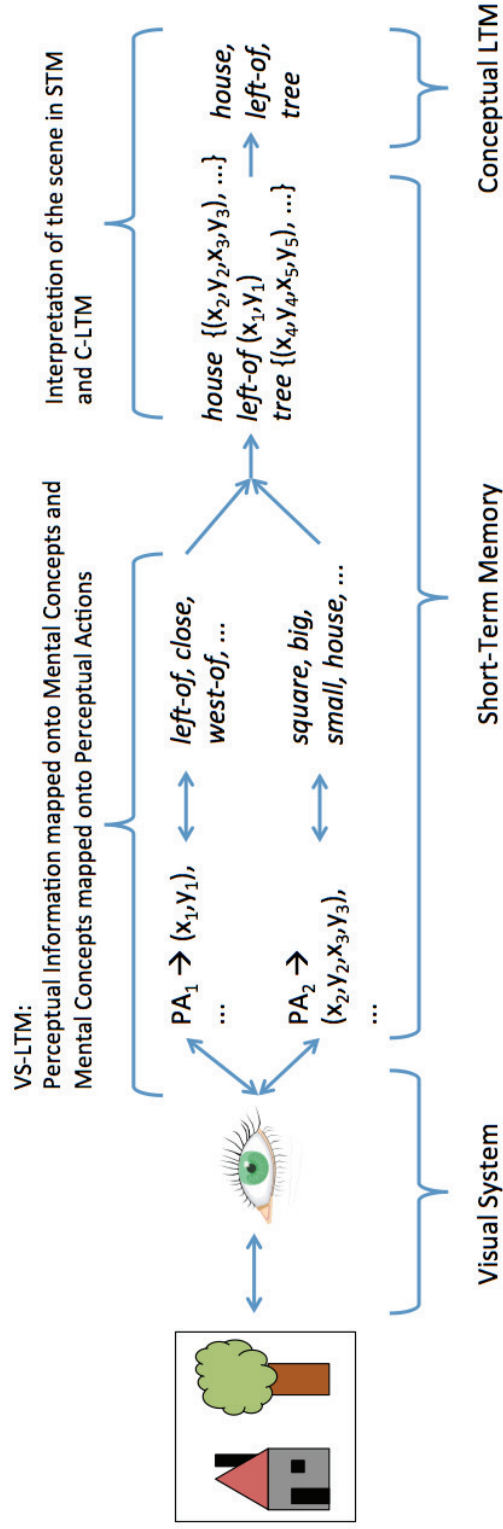 VS-LTM:
Perceptual Information mapped onto Mental Concepts and
Mental Concepts mapped onto Perceptual Actions
Interpretation of the scene in STM
and C-LTM
PA₁ → (x₁,y₁),
...
left-of, close,
west-of, ...
PA₂ →
(x₂,y₂,x₃,y₃),
...
square, big,
small, house, ...
house {(x₂,y₂,x₃,y₃), ...}
left-of (x₁,y₁)
tree {(x₄,y₄,x₅,y₅), ...}
house,
left-of,
tree
Visual System
Short-Term Memory
Conceptual LTM